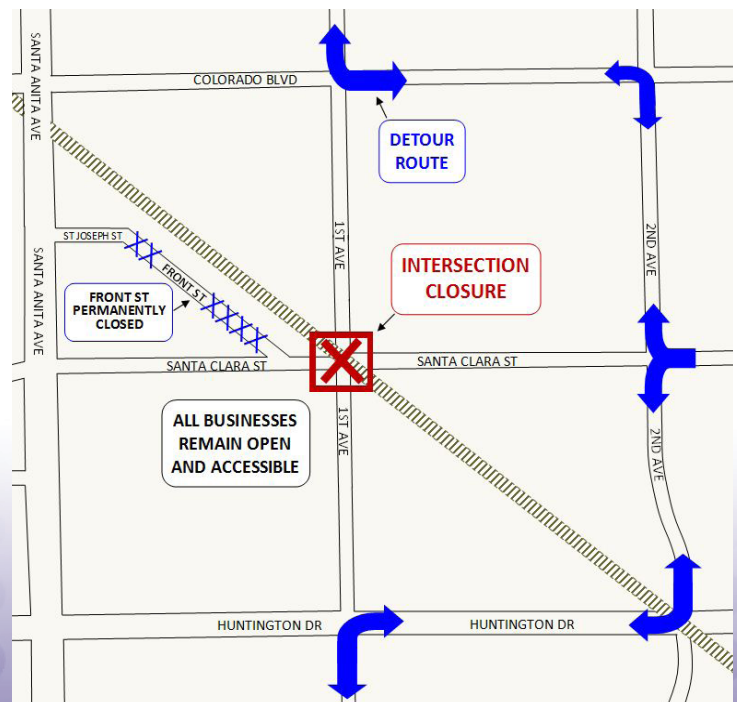 SANTA ANITA AVE
COLORADO BLVD
DETOUR
ROUTE
1ST AVE
2ND AVE
ST JOSEPH ST
FRONT ST
SANTA ANITA AVE
INTERSECTION
CLOSURE
FRONT ST
PERMANENTLY
CLOSED
SANTA CLARA ST
SANTA CLARA ST
ALL BUSINESSES
REMAIN OPEN
AND ACCESSIBLE
1ST AVE
2ND AVE
HUNTINGTON DR
HUNTINGTON DR